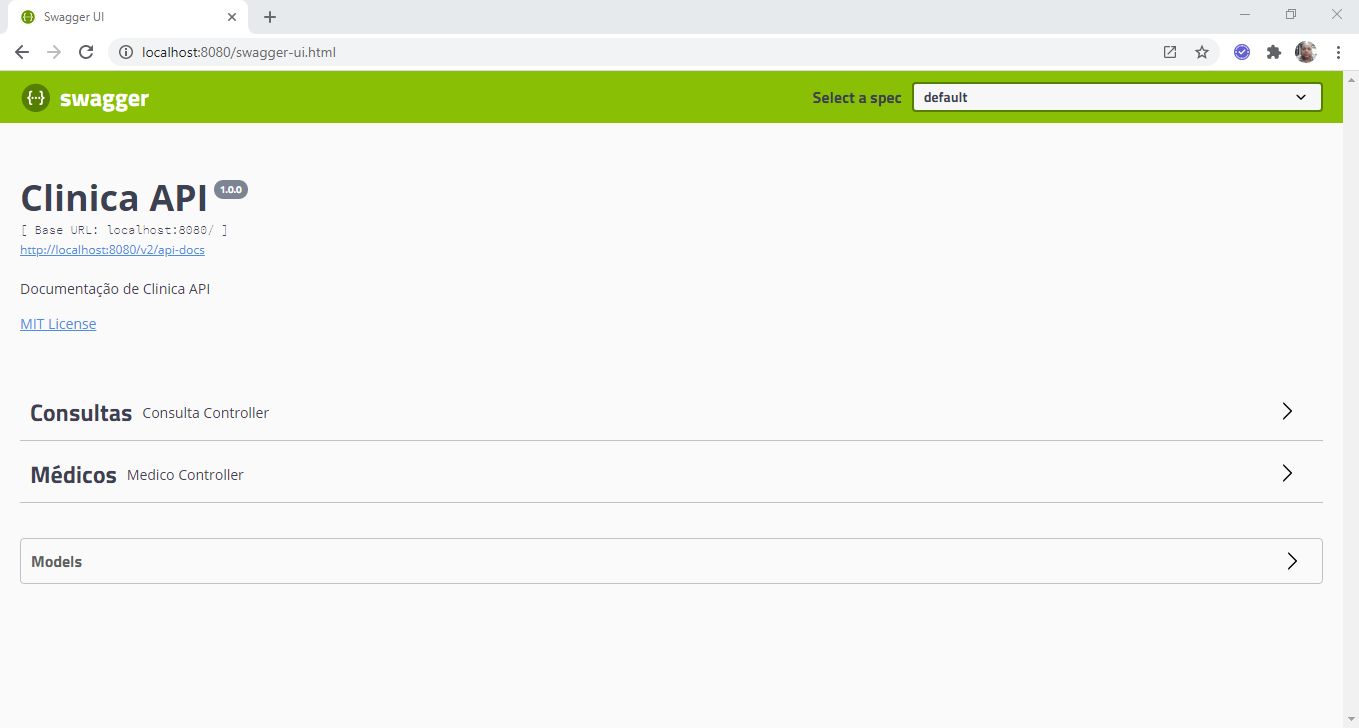 Swagger UI
localhost:8080/swagger-ui.html
{··} swagger
Select a spec default
Clinica API 1.0.0
[ Base URL: localhost:8080/ ]
http://localhost:8080/v2/api-docs
Documentação de Clinica API
MIT License
Consultas Consulta Controller
Médicos Medico Controller
Models